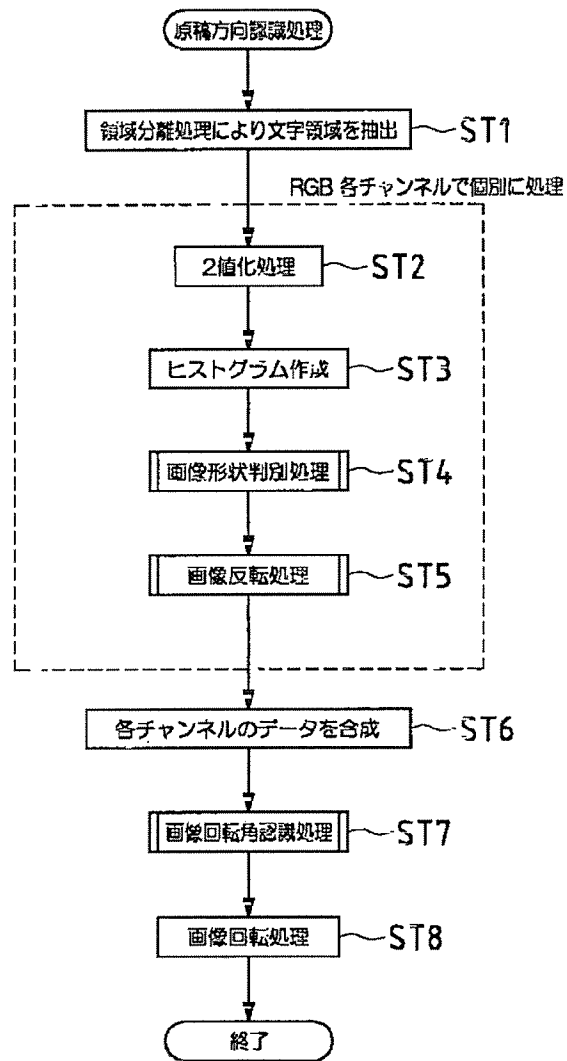 原稿方向認識処理
領域分離処理により文字領域を抽出 ST1
RGB 各チャンネルで個別に処理
2値化処理 ST2
ヒストグラム作成 ST3
画像形状判別処理 ST4
画像反転処理 ST5
各チャンネルのデータを合成 ST6
画像回転角認識処理 ST7
画像回転処理 ST8
終了